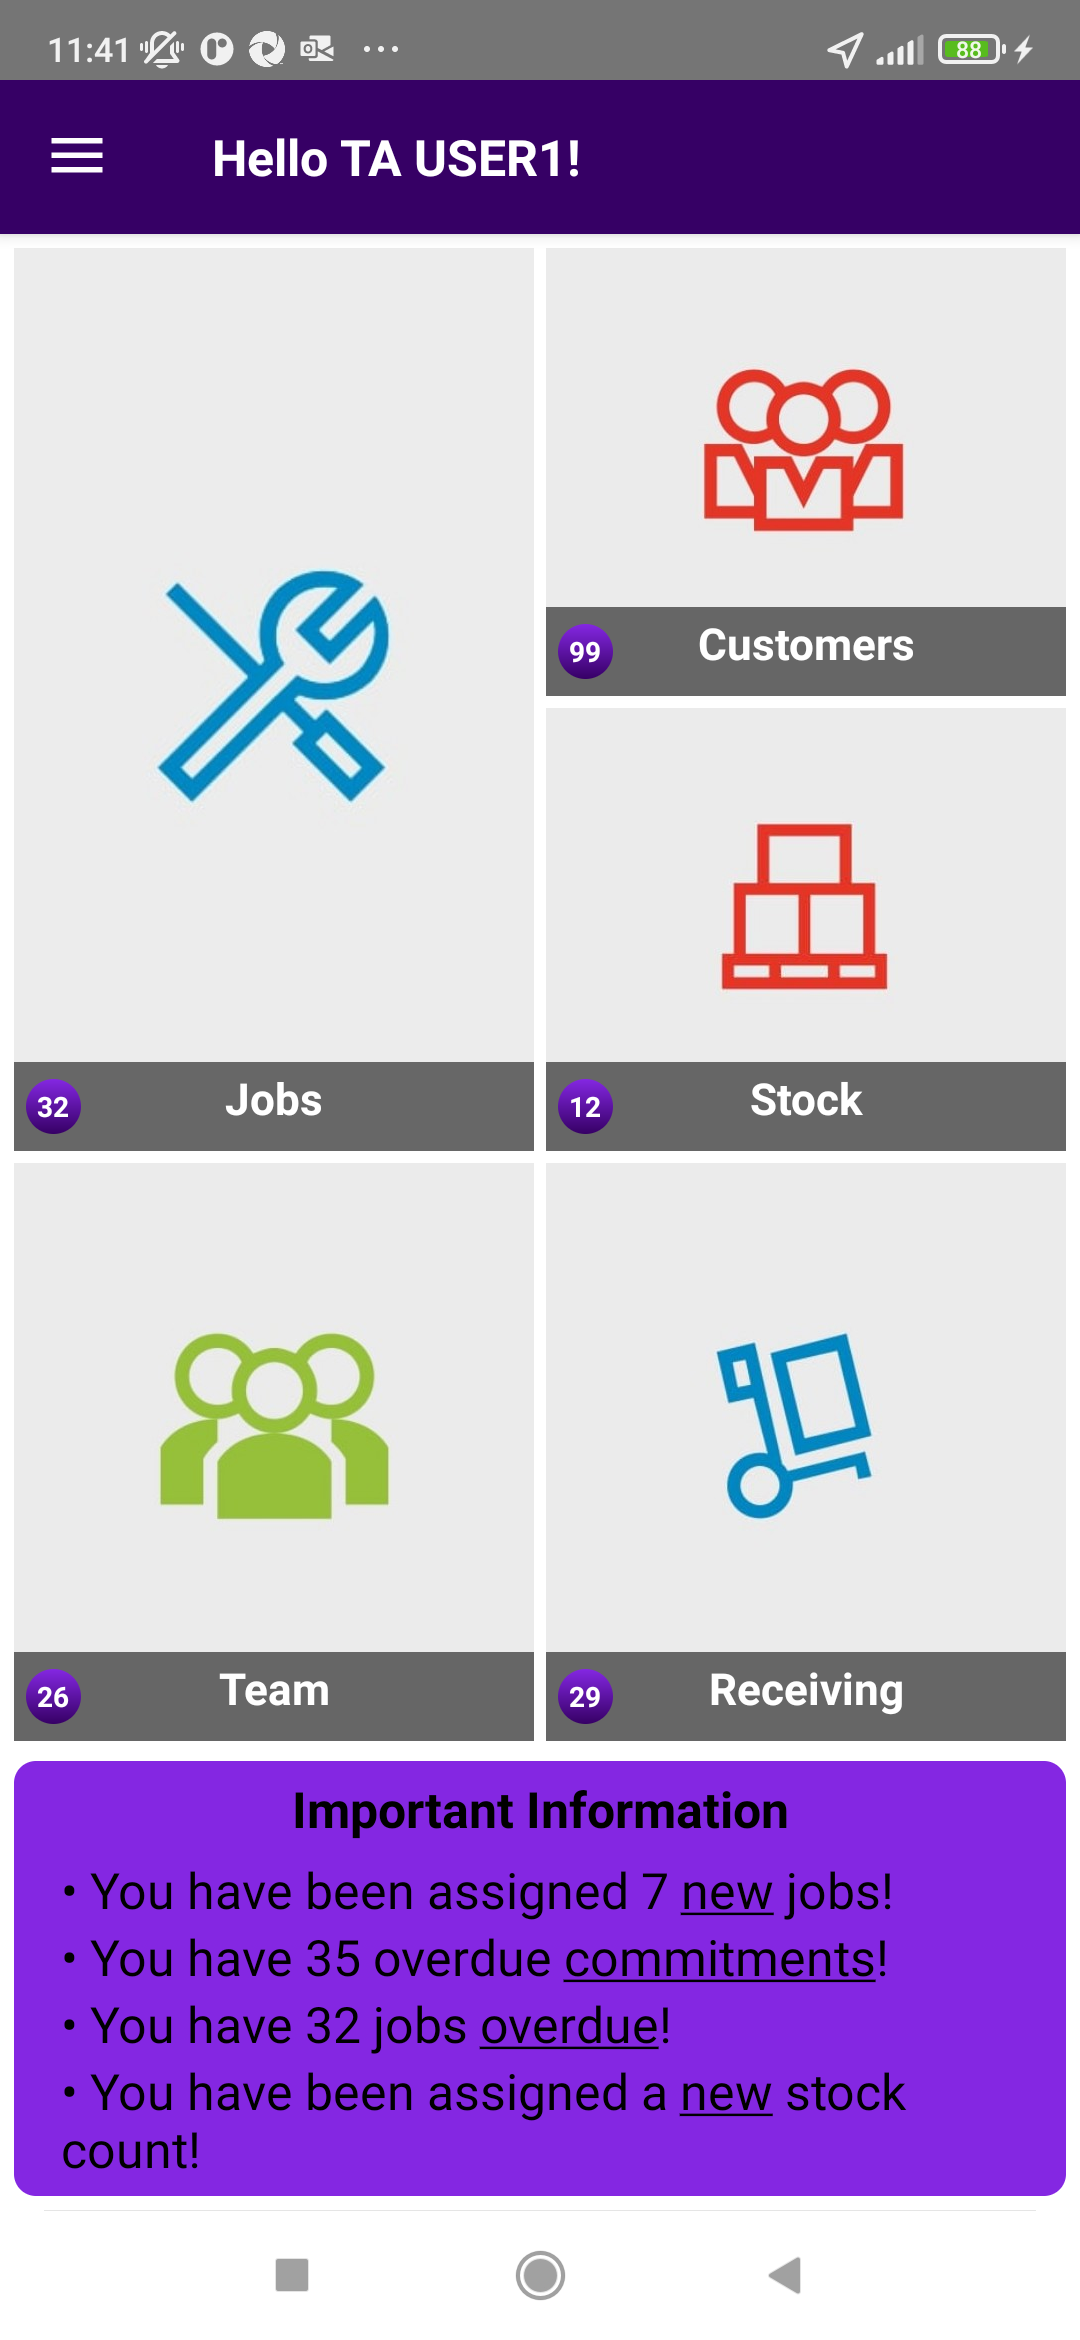 11:41
88
Hello TA USER1!
99 Customers
32 Jobs
12 Stock
26 Team
29 Receiving
Important Information
• You have been assigned 7 new jobs!
• You have 35 overdue commitments!
• You have 32 jobs overdue!
• You have been assigned a new stock
count!